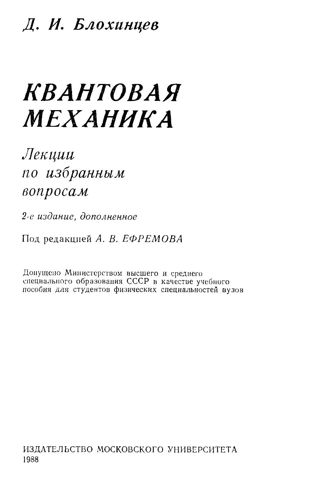 Д. И. Блохинцев
КВАНТОВАЯ
МЕХАНИКА
Лекции
по избранным
вопросам
2-е издание, дополненное
Под редакцией А. В. ЕФРЕМОВА
Допущено Министерством высшего и среднего
специального образования СССР в качестве учебного
пособия для студентов физических специальностей вузов
ИЗДАТЕЛЬСТВО МОСКОВСКОГО УНИВЕРСИТЕТА
1988